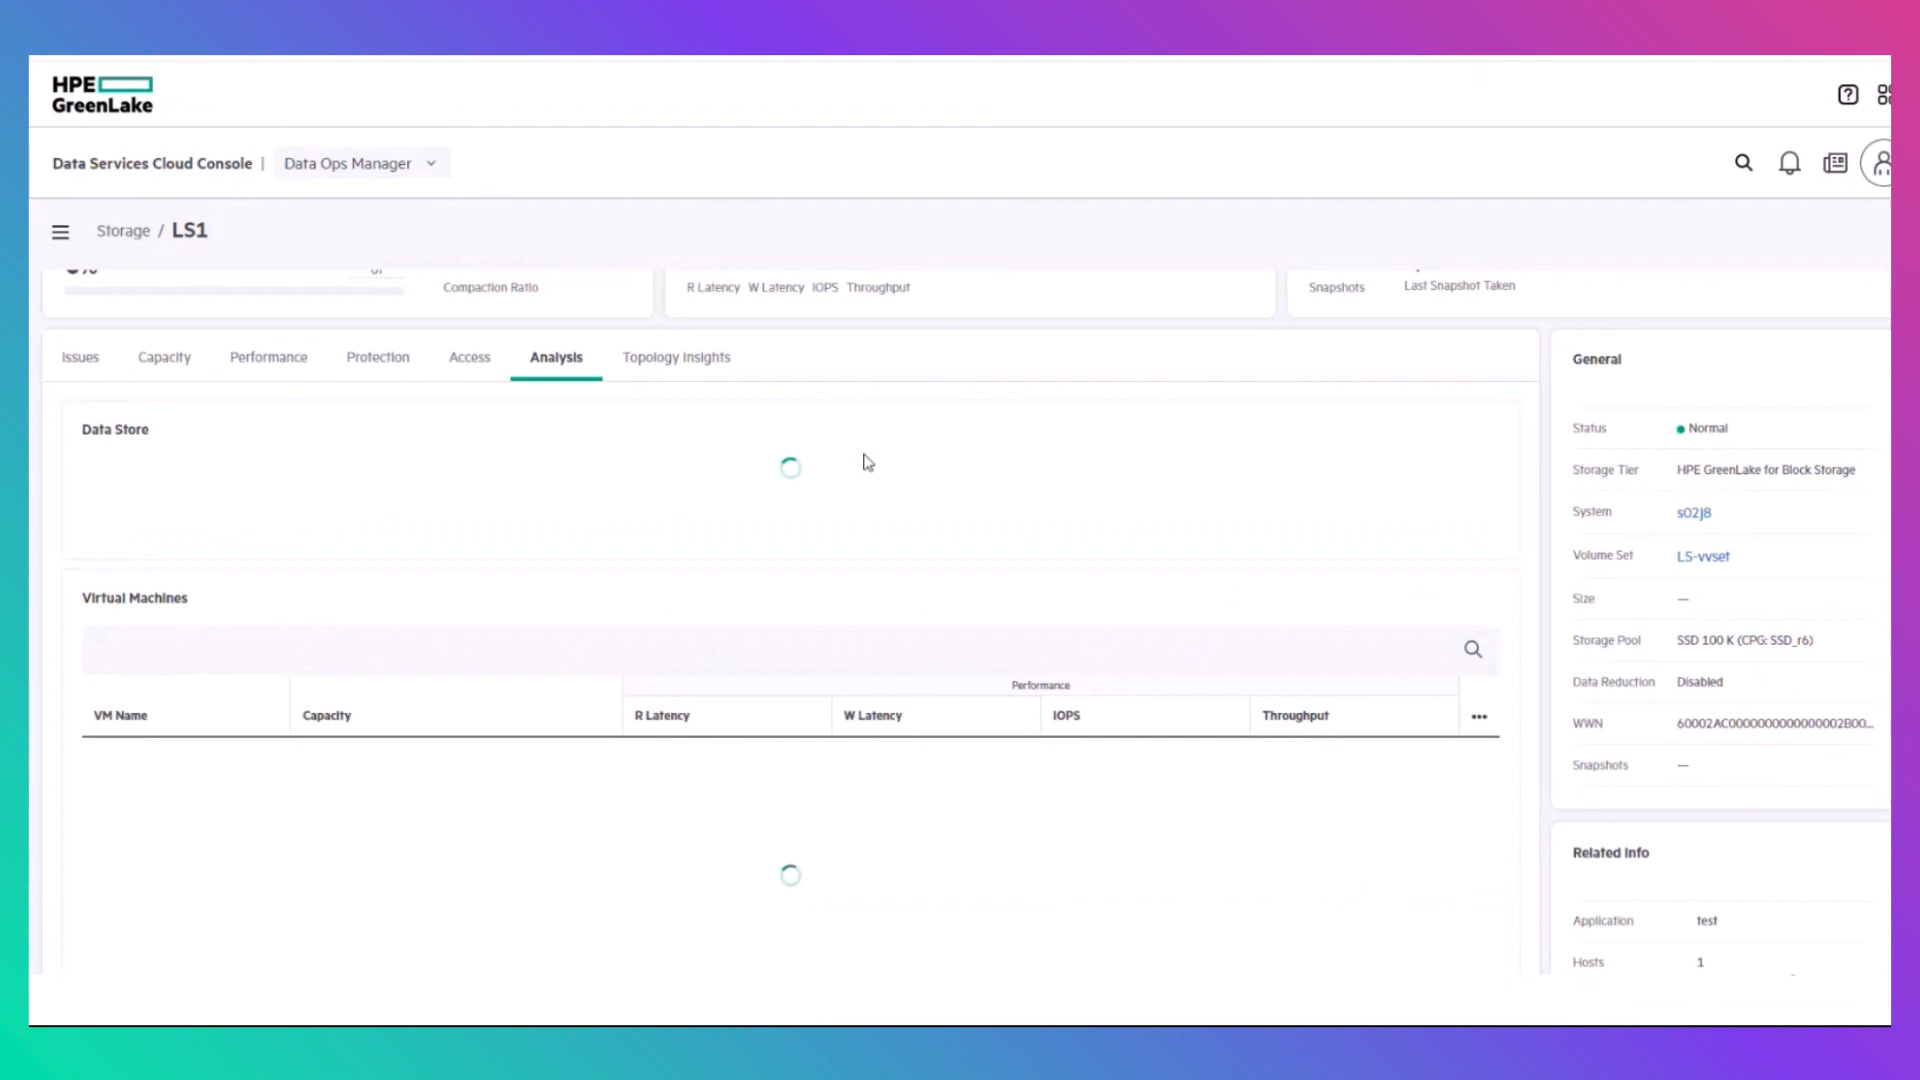 HPE
GreenLake
Data Services Cloud Console | Data Ops Manager
Storage / LS1
Compaction Ratio
R Latency W Latency IOPS Throughput
Snapshots
Last Snapshot Taken
Issues Capacity Performance Protection Access Analysis Topology Insights
Data Store
Virtual Machines
Performance
VM Name Capacity R Latency W Latency IOPS Throughput
General
Status Normal
Storage Tier HPE GreenLake for Block Storage
System s02j8
Volume Set LS-vvset
Size —
Storage Pool SSD 100 K (CPG: SSD_r6)
Data Reduction Disabled
WWN 60002AC0000000000000002B00...
Snapshots —
Related Info
Application test
Hosts 1